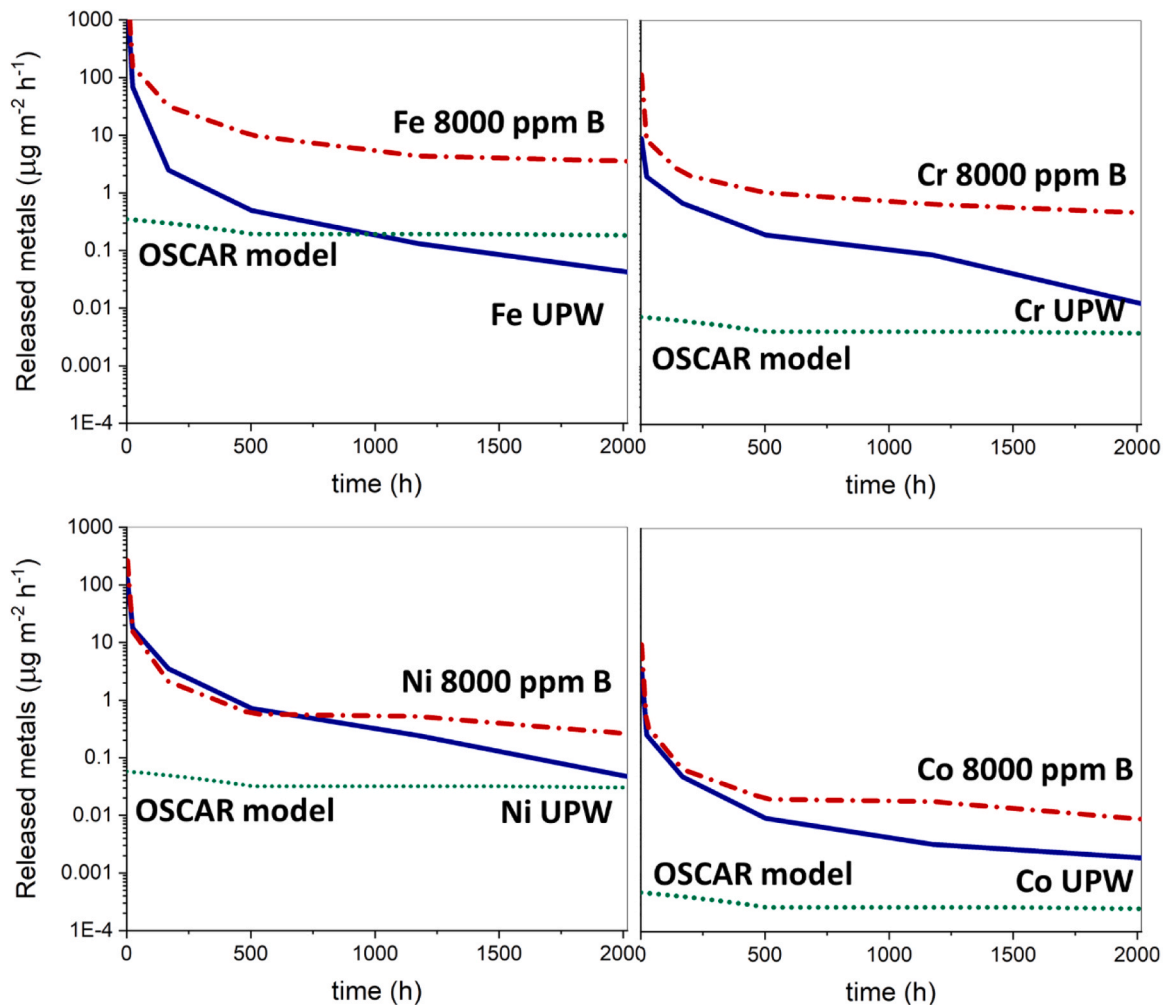 Released metals (µg m-2 h-1)
1000
100
10
1
0.1
0.01
0.001
1E-4
Fe 8000 ppm B
OSCAR model
Fe UPW
0 500 1000 1500 2000
time (h)
Cr 8000 ppm B
Cr UPW
OSCAR model
0 500 1000 1500 2000
time (h)
Released metals (µg m-2 h-1)
1000
100
10
1
0.1
0.01
0.001
1E-4
Ni 8000 ppm B
OSCAR model
Ni UPW
0 500 1000 1500 2000
time (h)
Co 8000 ppm B
OSCAR model
Co UPW
0 500 1000 1500 2000
time (h)